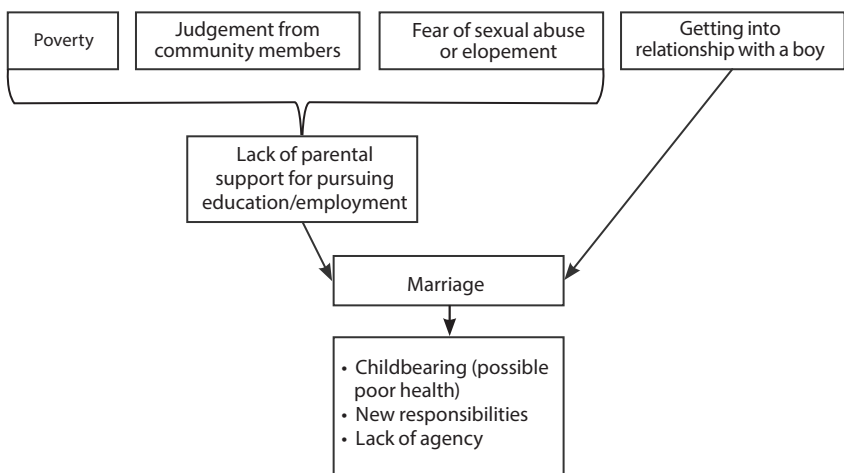 Poverty
Judgement from
community members
Fear of sexual abuse
or elopement
Getting into
relationship with a boy
Lack of parental
support for pursuing
education/employment
Marriage
• Childbearing (possible
poor health)
• New responsibilities
• Lack of agency